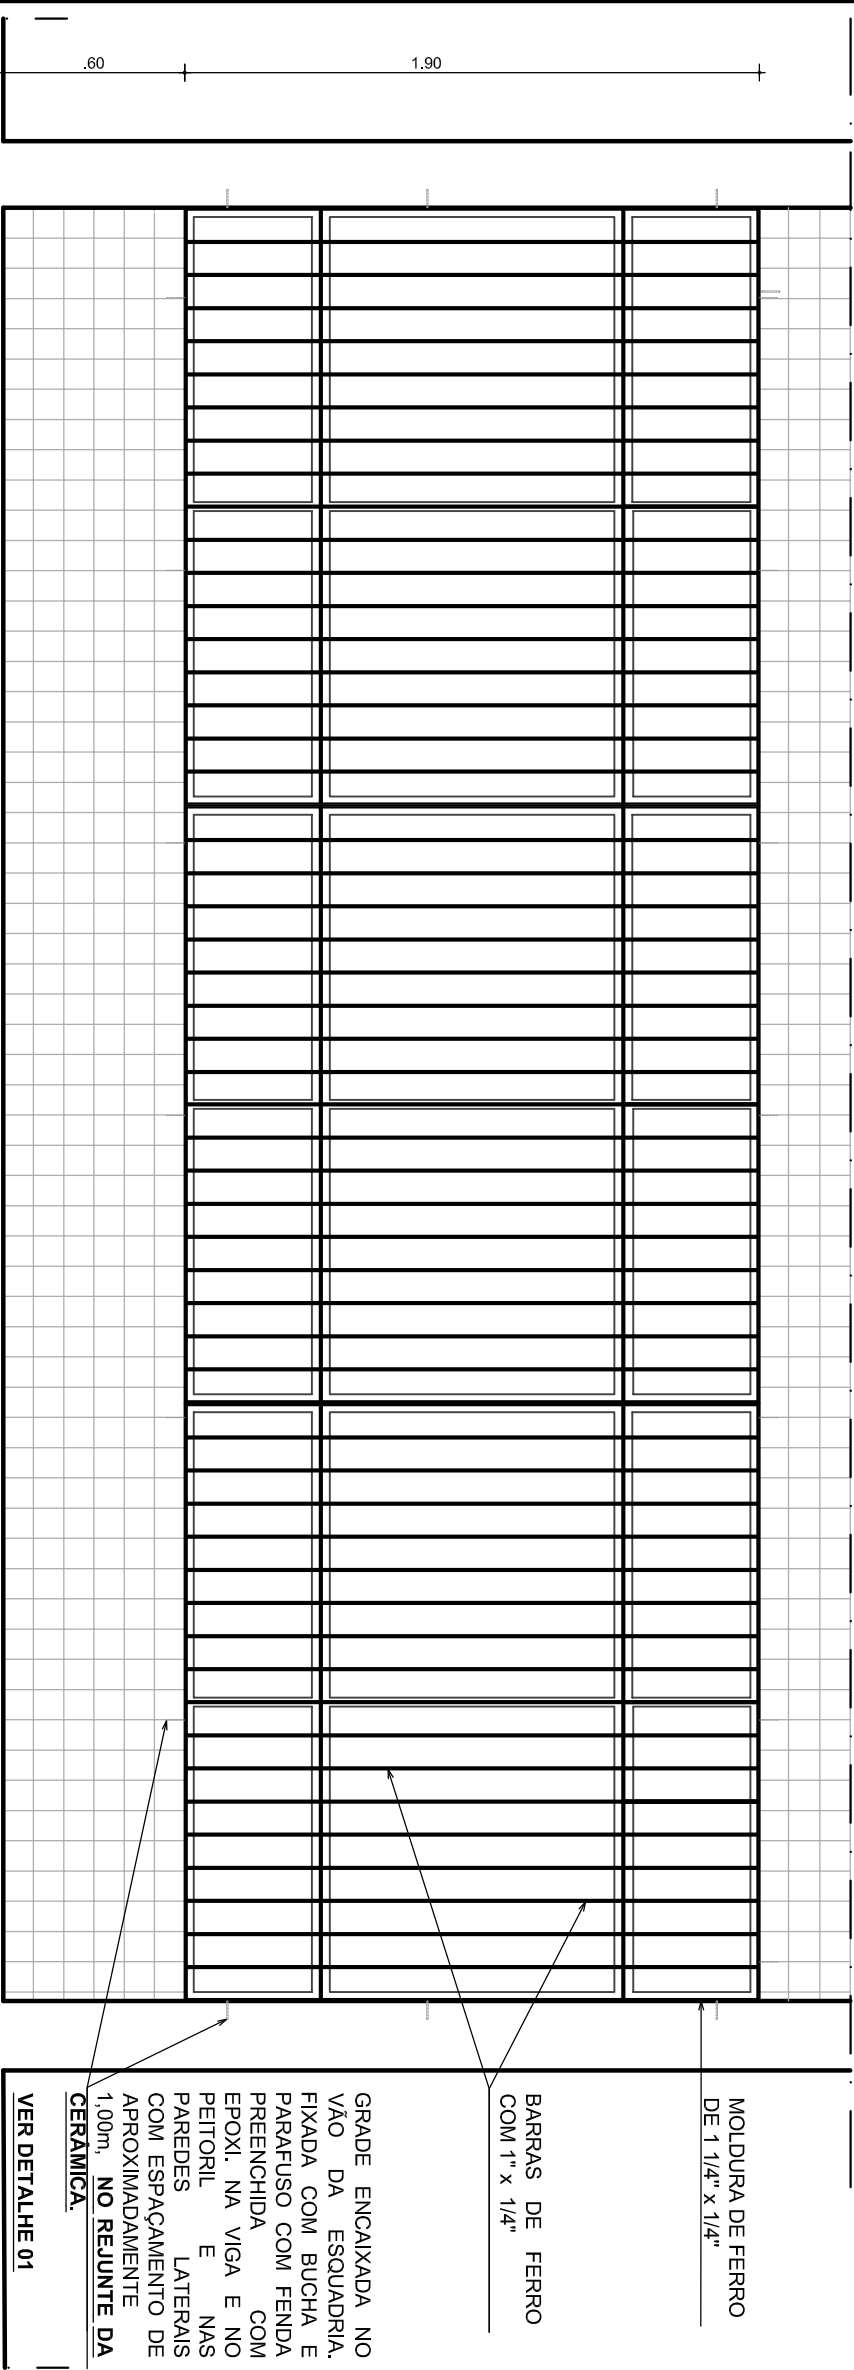 .60
1.90
MOLDURA DE FERRO
DE 1 1/4" x 1/4"
BARRAS DE FERRO
COM 1" x 1/4"
GRADE ENCAIXADA NO
VÃO DA ESQUADRIA.
FIXADA COM BUCHA E
PARAFUSO COM FENDA
PREENCHIDA COM
EPOXI. NA VIGA E NO
PEITORIL E NAS
PAREDES LATERAIS
COM ESPAÇAMENTO DE
APROXIMADAMENTE
1,00m, NO REJUNTE DA
CERÂMICA.
VER DETALHE 01